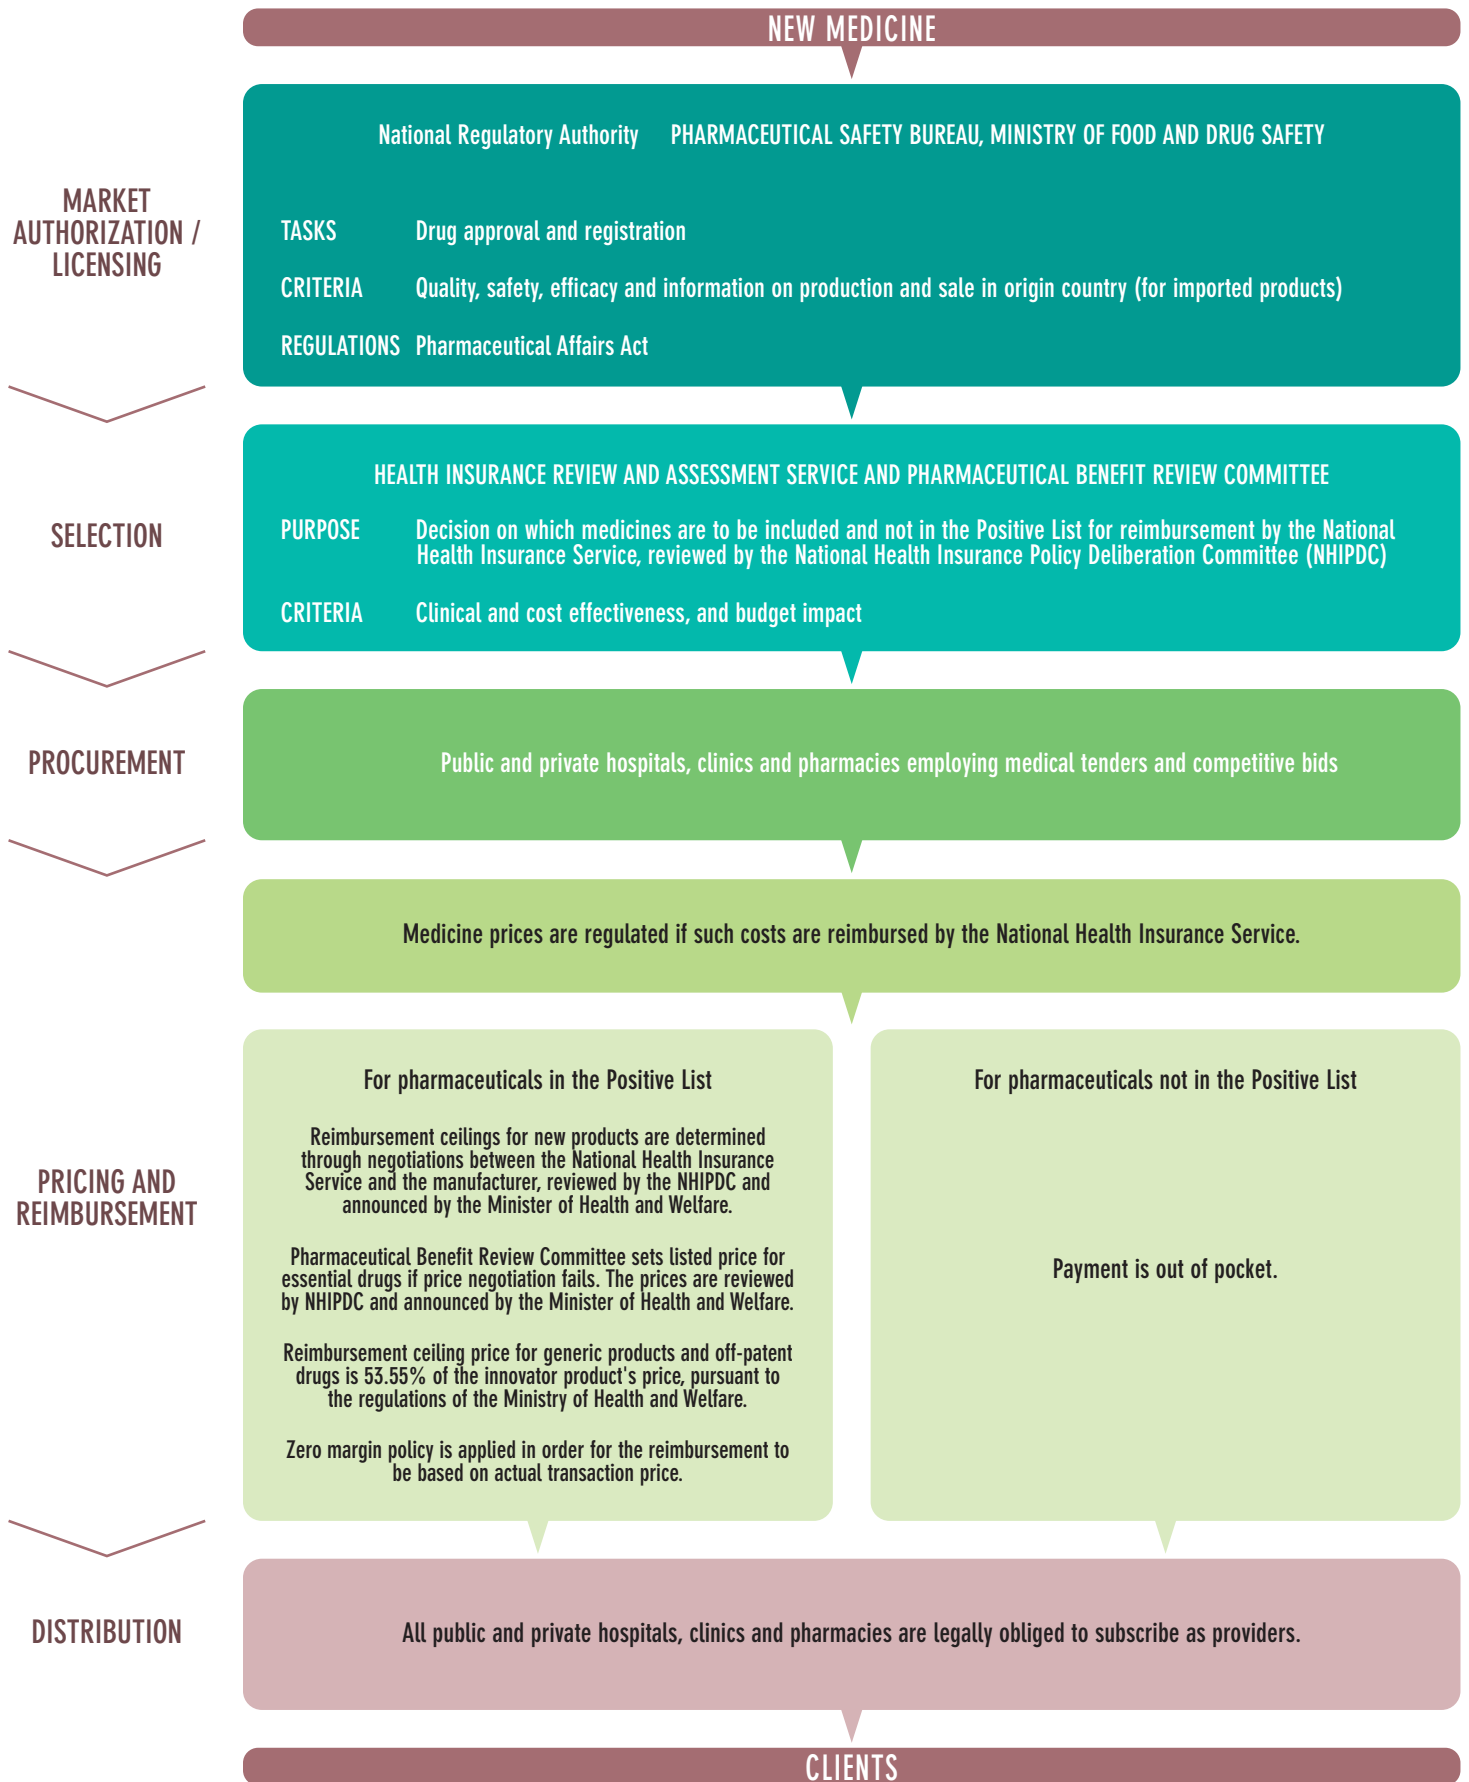 NEW MEDICINE
MARKET
AUTHORIZATION /
LICENSING
National Regulatory Authority PHARMACEUTICAL SAFETY BUREAU, MINISTRY OF FOOD AND DRUG SAFETY
TASKS Drug approval and registration
CRITERIA Quality, safety, efficacy and information on production and sale in origin country (for imported products)
REGULATIONS Pharmaceutical Affairs Act
SELECTION
HEALTH INSURANCE REVIEW AND ASSESSMENT SERVICE AND PHARMACEUTICAL BENEFIT REVIEW COMMITTEE
PURPOSE Decision on which medicines are to be included and not in the Positive List for reimbursement by the National
Health Insurance Service, reviewed by the National Health Insurance Policy Deliberation Committee (NHIPDC)
CRITERIA Clinical and cost effectiveness, and budget impact
PROCUREMENT
Public and private hospitals, clinics and pharmacies employing medical tenders and competitive bids
PRICING AND
REIMBURSEMENT
Medicine prices are regulated if such costs are reimbursed by the National Health Insurance Service.
For pharmaceuticals in the Positive List
Reimbursement ceilings for new products are determined
through negotiations between the National Health Insurance
Service and the manufacturer, reviewed by the NHIPDC and
announced by the Minister of Health and Welfare.
Pharmaceutical Benefit Review Committee sets listed price for
essential drugs if price negotiation fails. The prices are reviewed
by NHIPDC and announced by the Minister of Health and Welfare.
Reimbursement ceiling price for generic products and off-patent
drugs is 53.55% of the innovator product's price, pursuant to
the regulations of the Ministry of Health and Welfare.
Zero margin policy is applied in order for the reimbursement to
be based on actual transaction price.
For pharmaceuticals not in the Positive List
Payment is out of pocket.
DISTRIBUTION
All public and private hospitals, clinics and pharmacies are legally obliged to subscribe as providers.
CLIENTS